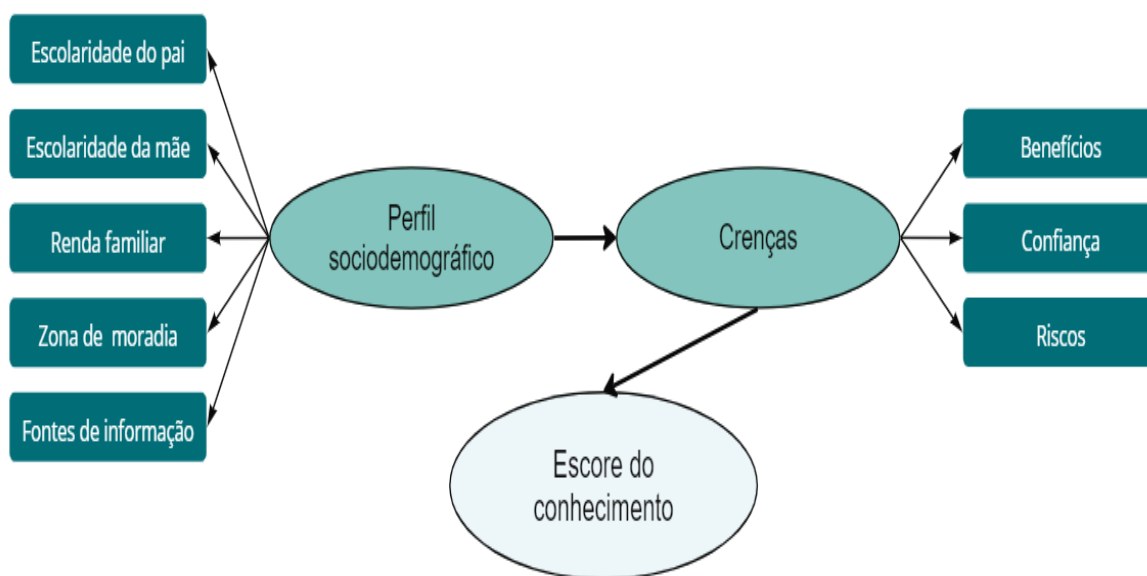 Escolaridade do pai
Escolaridade da mãe
Renda familiar
Zona de moradia
Fontes de informação
Perfil
sociodemográfico
Crenças
Benefícios
Confiança
Riscos
Escore do
conhecimento